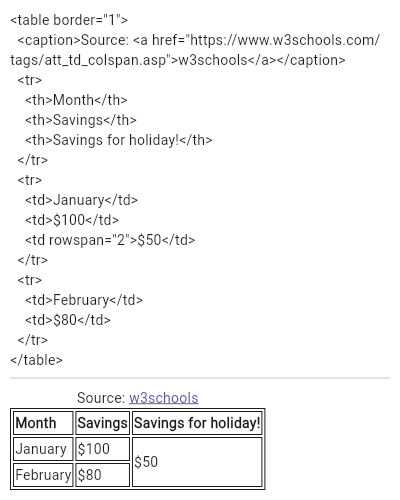 <table border="1">
<caption>Source: <a href="https://www.w3schools.com/
tags/att_td_colspan.asp">w3schools</a></caption>
<tr>
<th>Month</th>
<th>Savings</th>
<th>Savings for holiday!</th>
</tr>
<tr>
<td>January</td>
<td>$100</td>
<td rowspan="2">$50</td>
</tr>
<tr>
<td>February</td>
<td>$80</td>
</tr>
</table>
Source: w3schools
Month Savings Savings for holiday!
January $100
$50
February $80